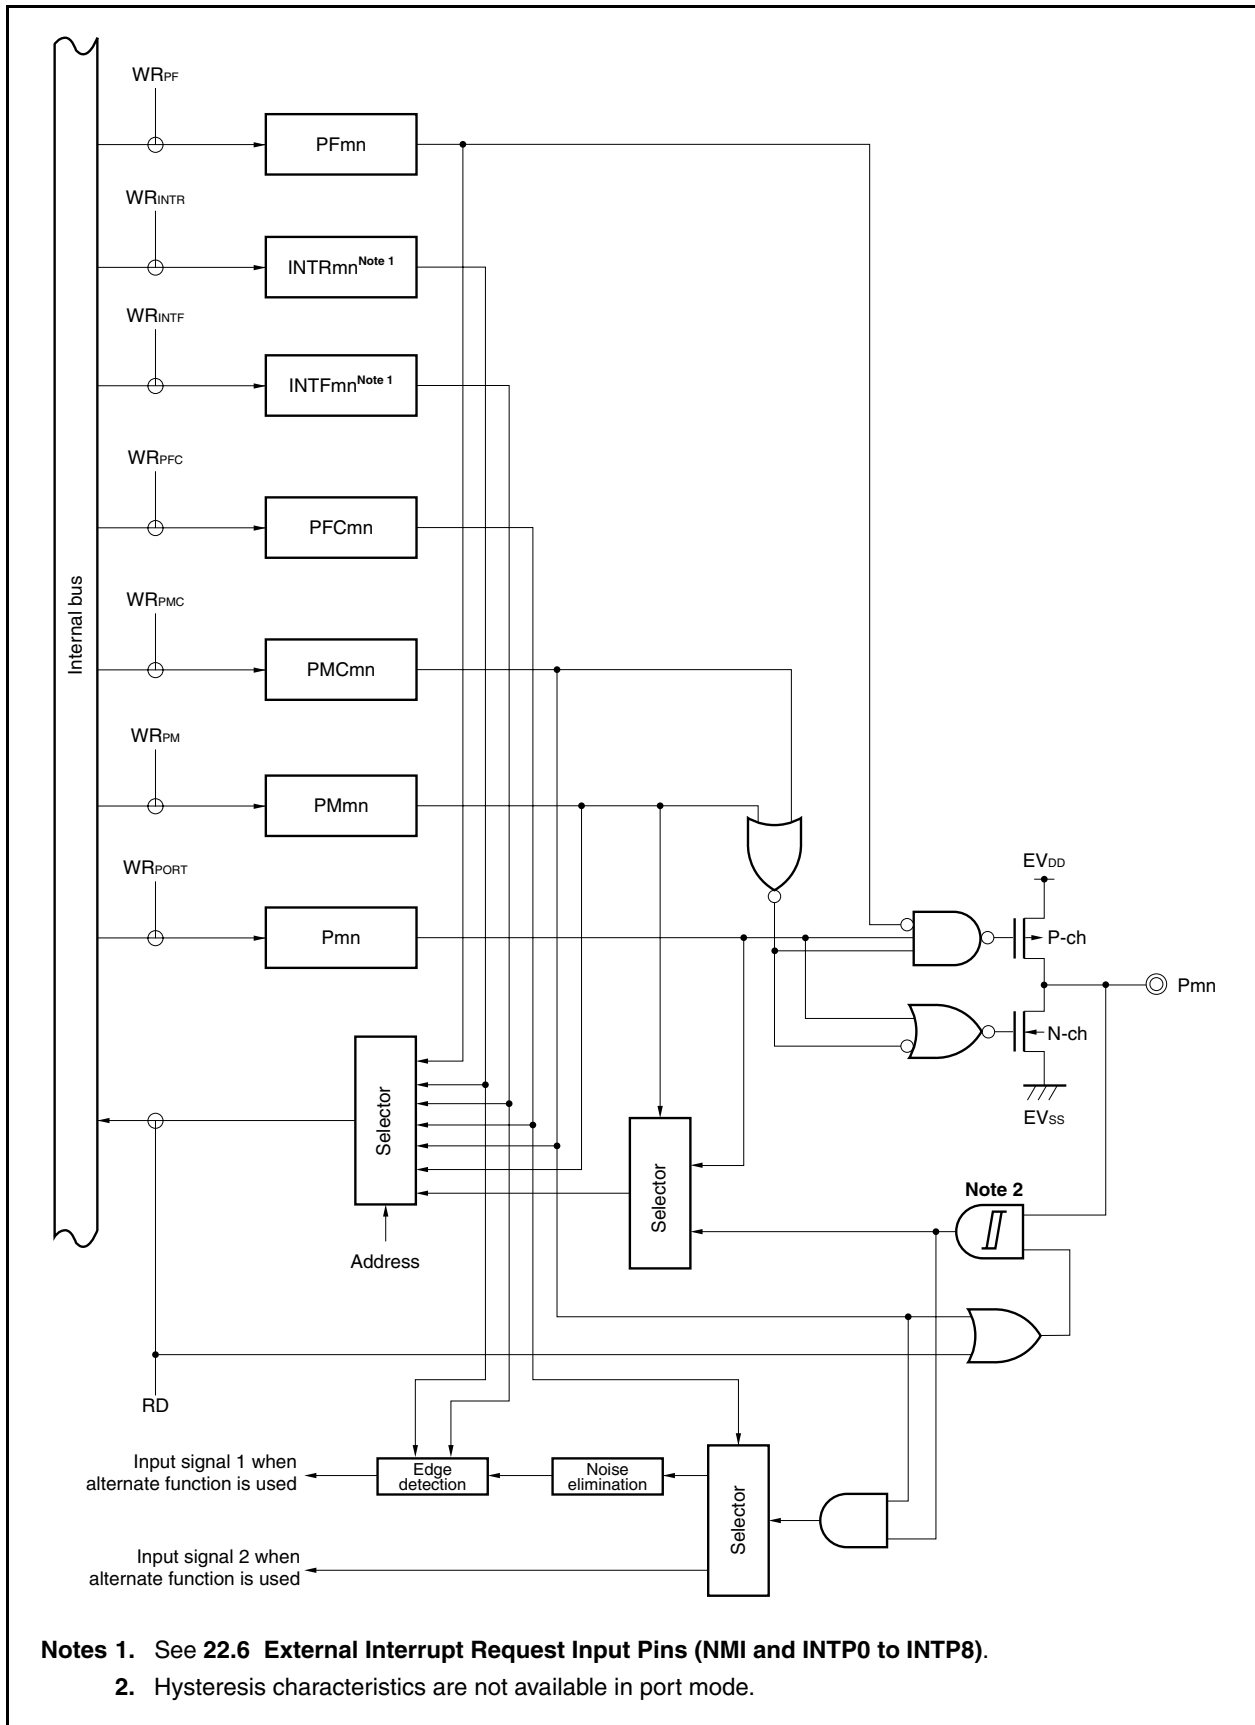 WRPF
PFmn
WRINTR
INTRmnNote 1
WRINTF
INTFmnNote 1
WRPFC
PFCmn
Internal bus
WRPMC
PMCmn
WRPM
PMmn
WRPORT
Pmn
EVDD
P-ch
Pmn
N-ch
EVSS
Selector
Selector
Note 2
Address
RD
Input signal 1 when
alternate function is used
Edge
detection
Noise
elimination
Selector
Input signal 2 when
alternate function is used
Notes 1. See 22.6 External Interrupt Request Input Pins (NMI and INTP0 to INTP8).
2. Hysteresis characteristics are not available in port mode.